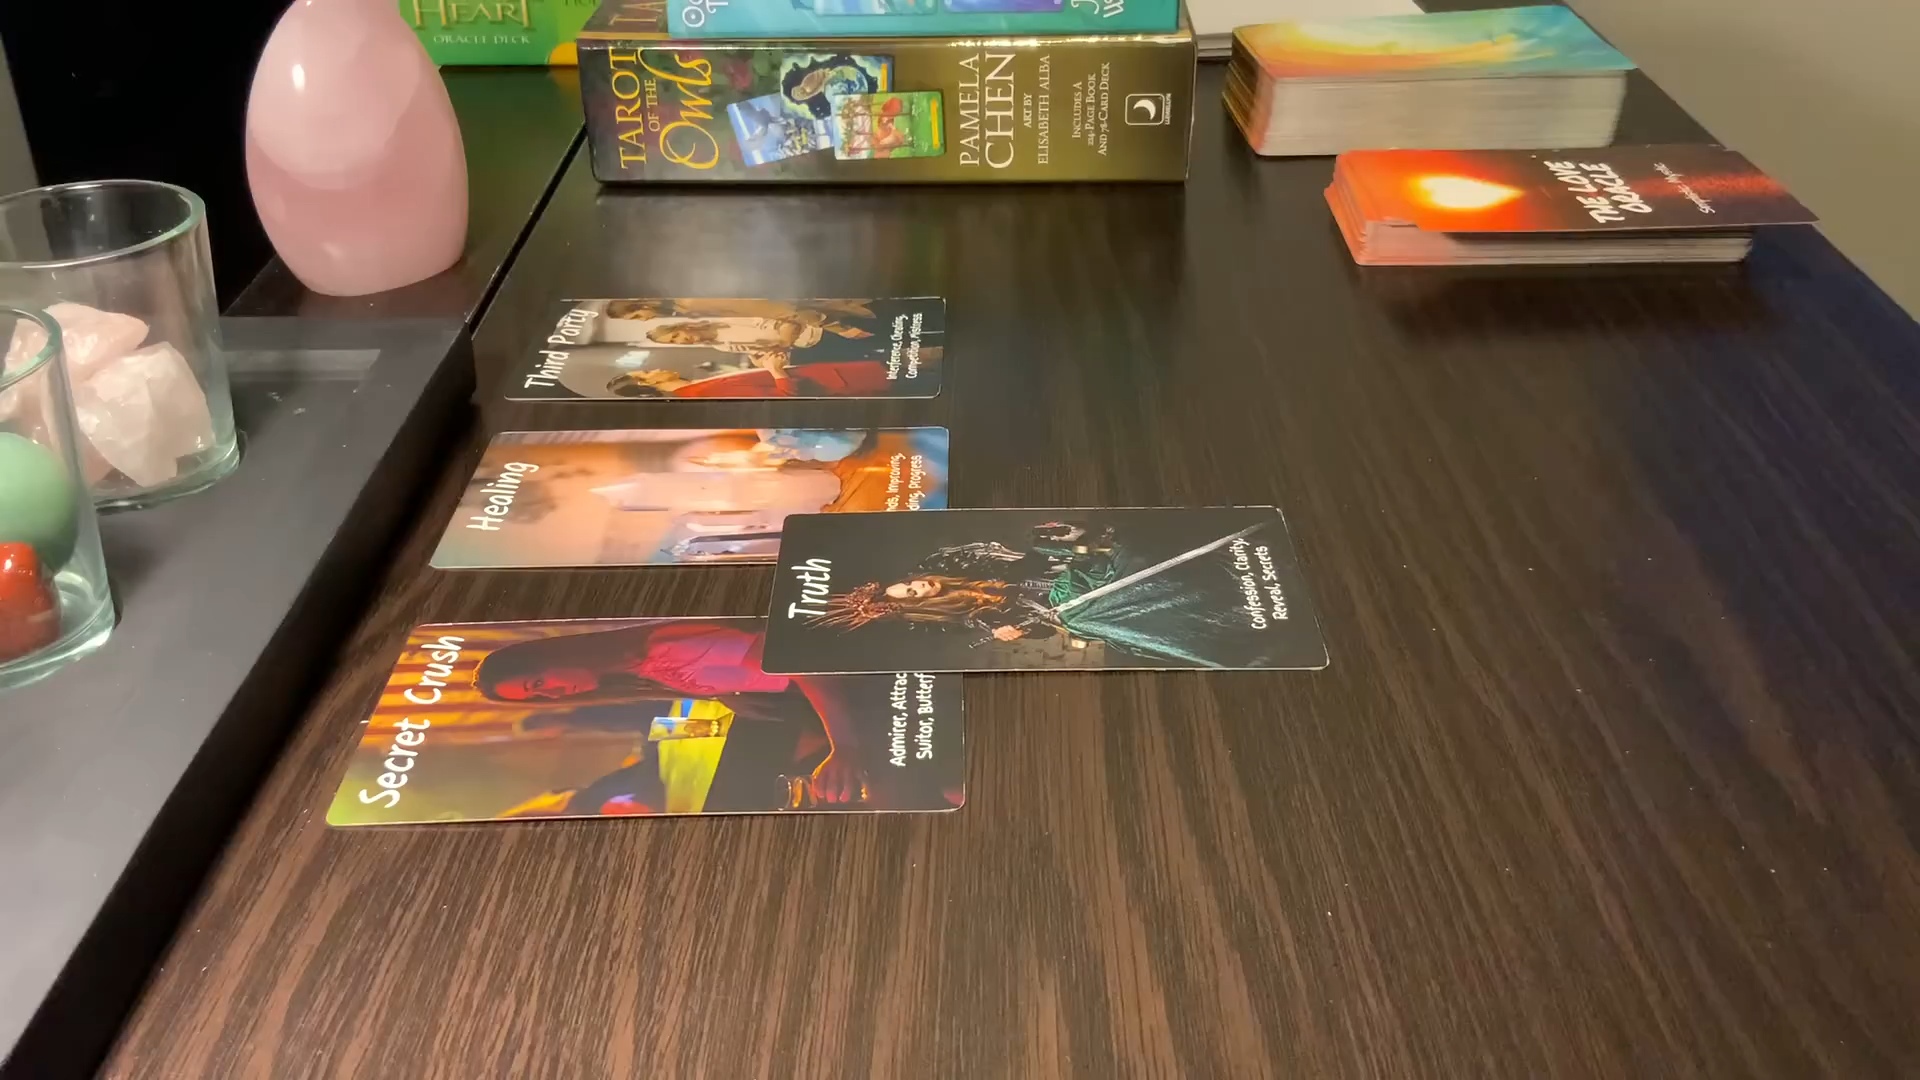 HEART
ORACLE DECK
TAROT
OF THE
Owls
PAMELA
CHEN
ART BY
ELISABETH ALBA
INCLUDES A
224-PAGE BOOK
AND 78-CARD DECK
THE LOVE
ORACLE
Third Party
Interference, Cheating,
Competition, Mistress
Healing
Improving,
Progress
Truth
Confession, Clarity,
Reveal, Secrets
Secret Crush
Admirer, Attrac
Suitor, Butterf